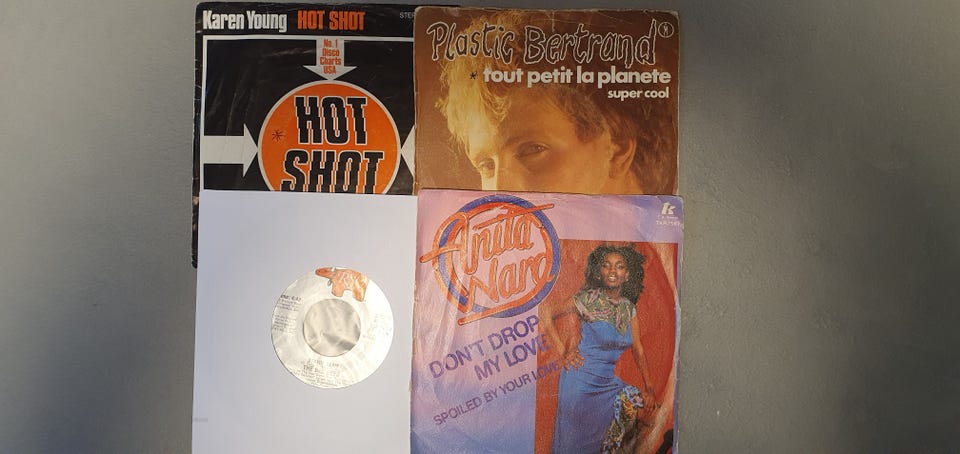 Karen Young HOT SHOT
No. 1
Disco
Charts
USA
HOT
SHOT
Plastic Bertrand
* tout petit la planete
super cool
Anita
Ward
DON'T DROP
MY LOVE
SPOILED BY YOUR LOVE